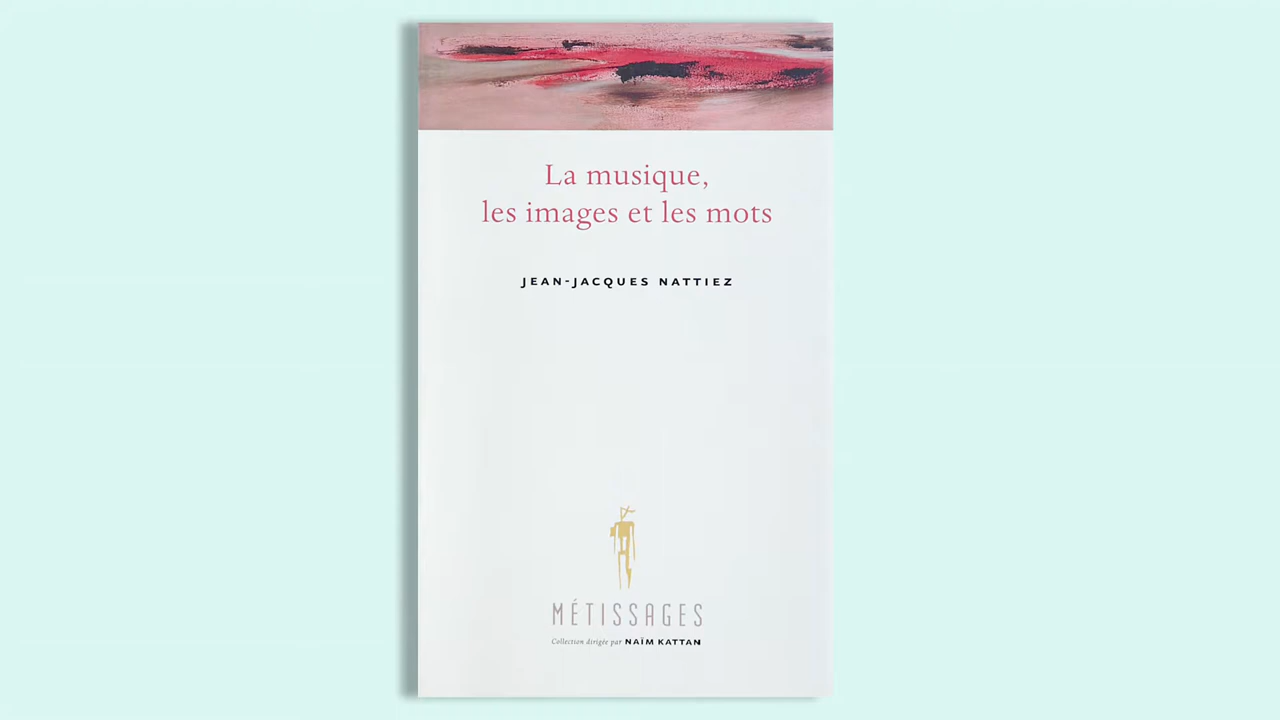 La musique,
les images et les mots
JEAN-JACQUES NATTIEZ
MÉTISSAGES
Collection dirigée par NAÏM KATTAN